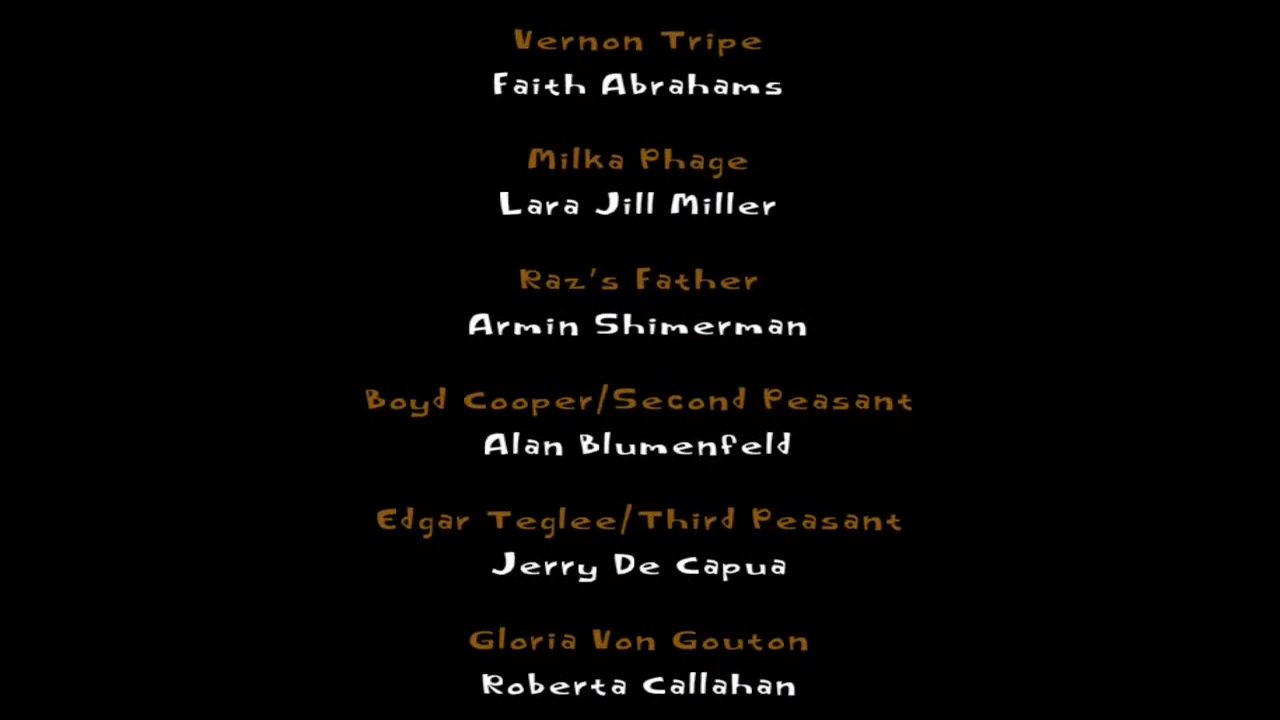 Vernon Tripe
Faith Abrahams
Milka Phage
Lara Jill Miller
Raz's Father
Armin Shimerman
Boyd Cooper/Second Peasant
Alan Blumenfeld
Edgar Teglee/Third Peasant
Jerry De Capua
Gloria Von Gouton
Roberta Callahan